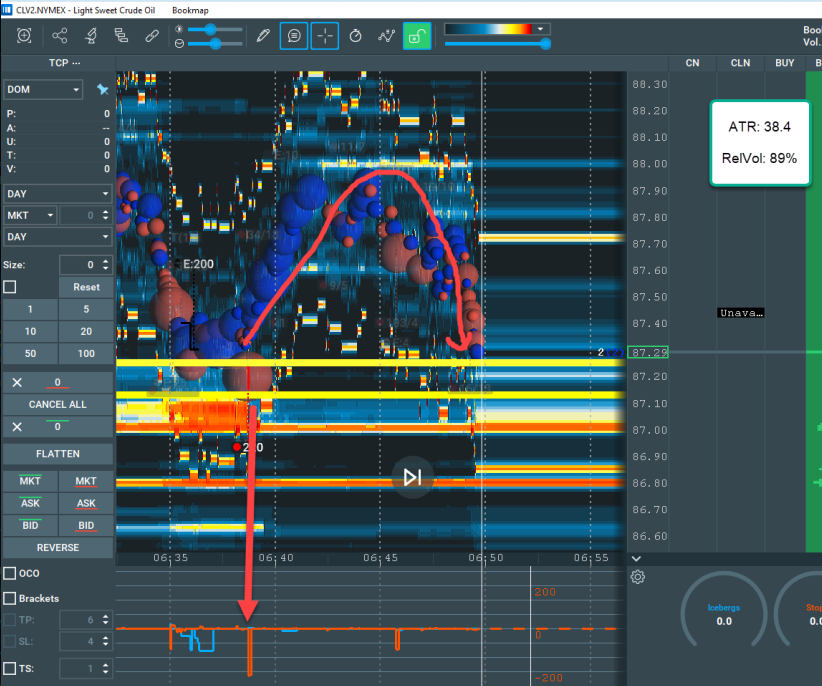 CLV2.NYMEX - Light Sweet Crude Oil Bookmap
Boo
Vol.
TCP ···
CN CLN BUY B
DOM
P: 0
A: --
U: 0
T: 0
V: 0
DAY
MKT 0
DAY
Size: 0
Reset
1 5
10 20
50 100
0
CANCEL ALL
0
FLATTEN
MKT MKT
ASK ASK
BID BID
REVERSE
OCO
Brackets
TP: 6
SL: 4
TS: 1
E:200
210
2
88.30
88.20
88.10
88.00
87.90
87.80
87.70
87.60
87.50
87.40
87.29
87.20
87.10
87.00
86.90
86.80
86.70
86.60
ATR: 38.4
RelVol: 89%
Unava…
06:35 06:40 06:45 06:50 06:55
200
0
-200
Icebergs
0.0
Stop
0.0